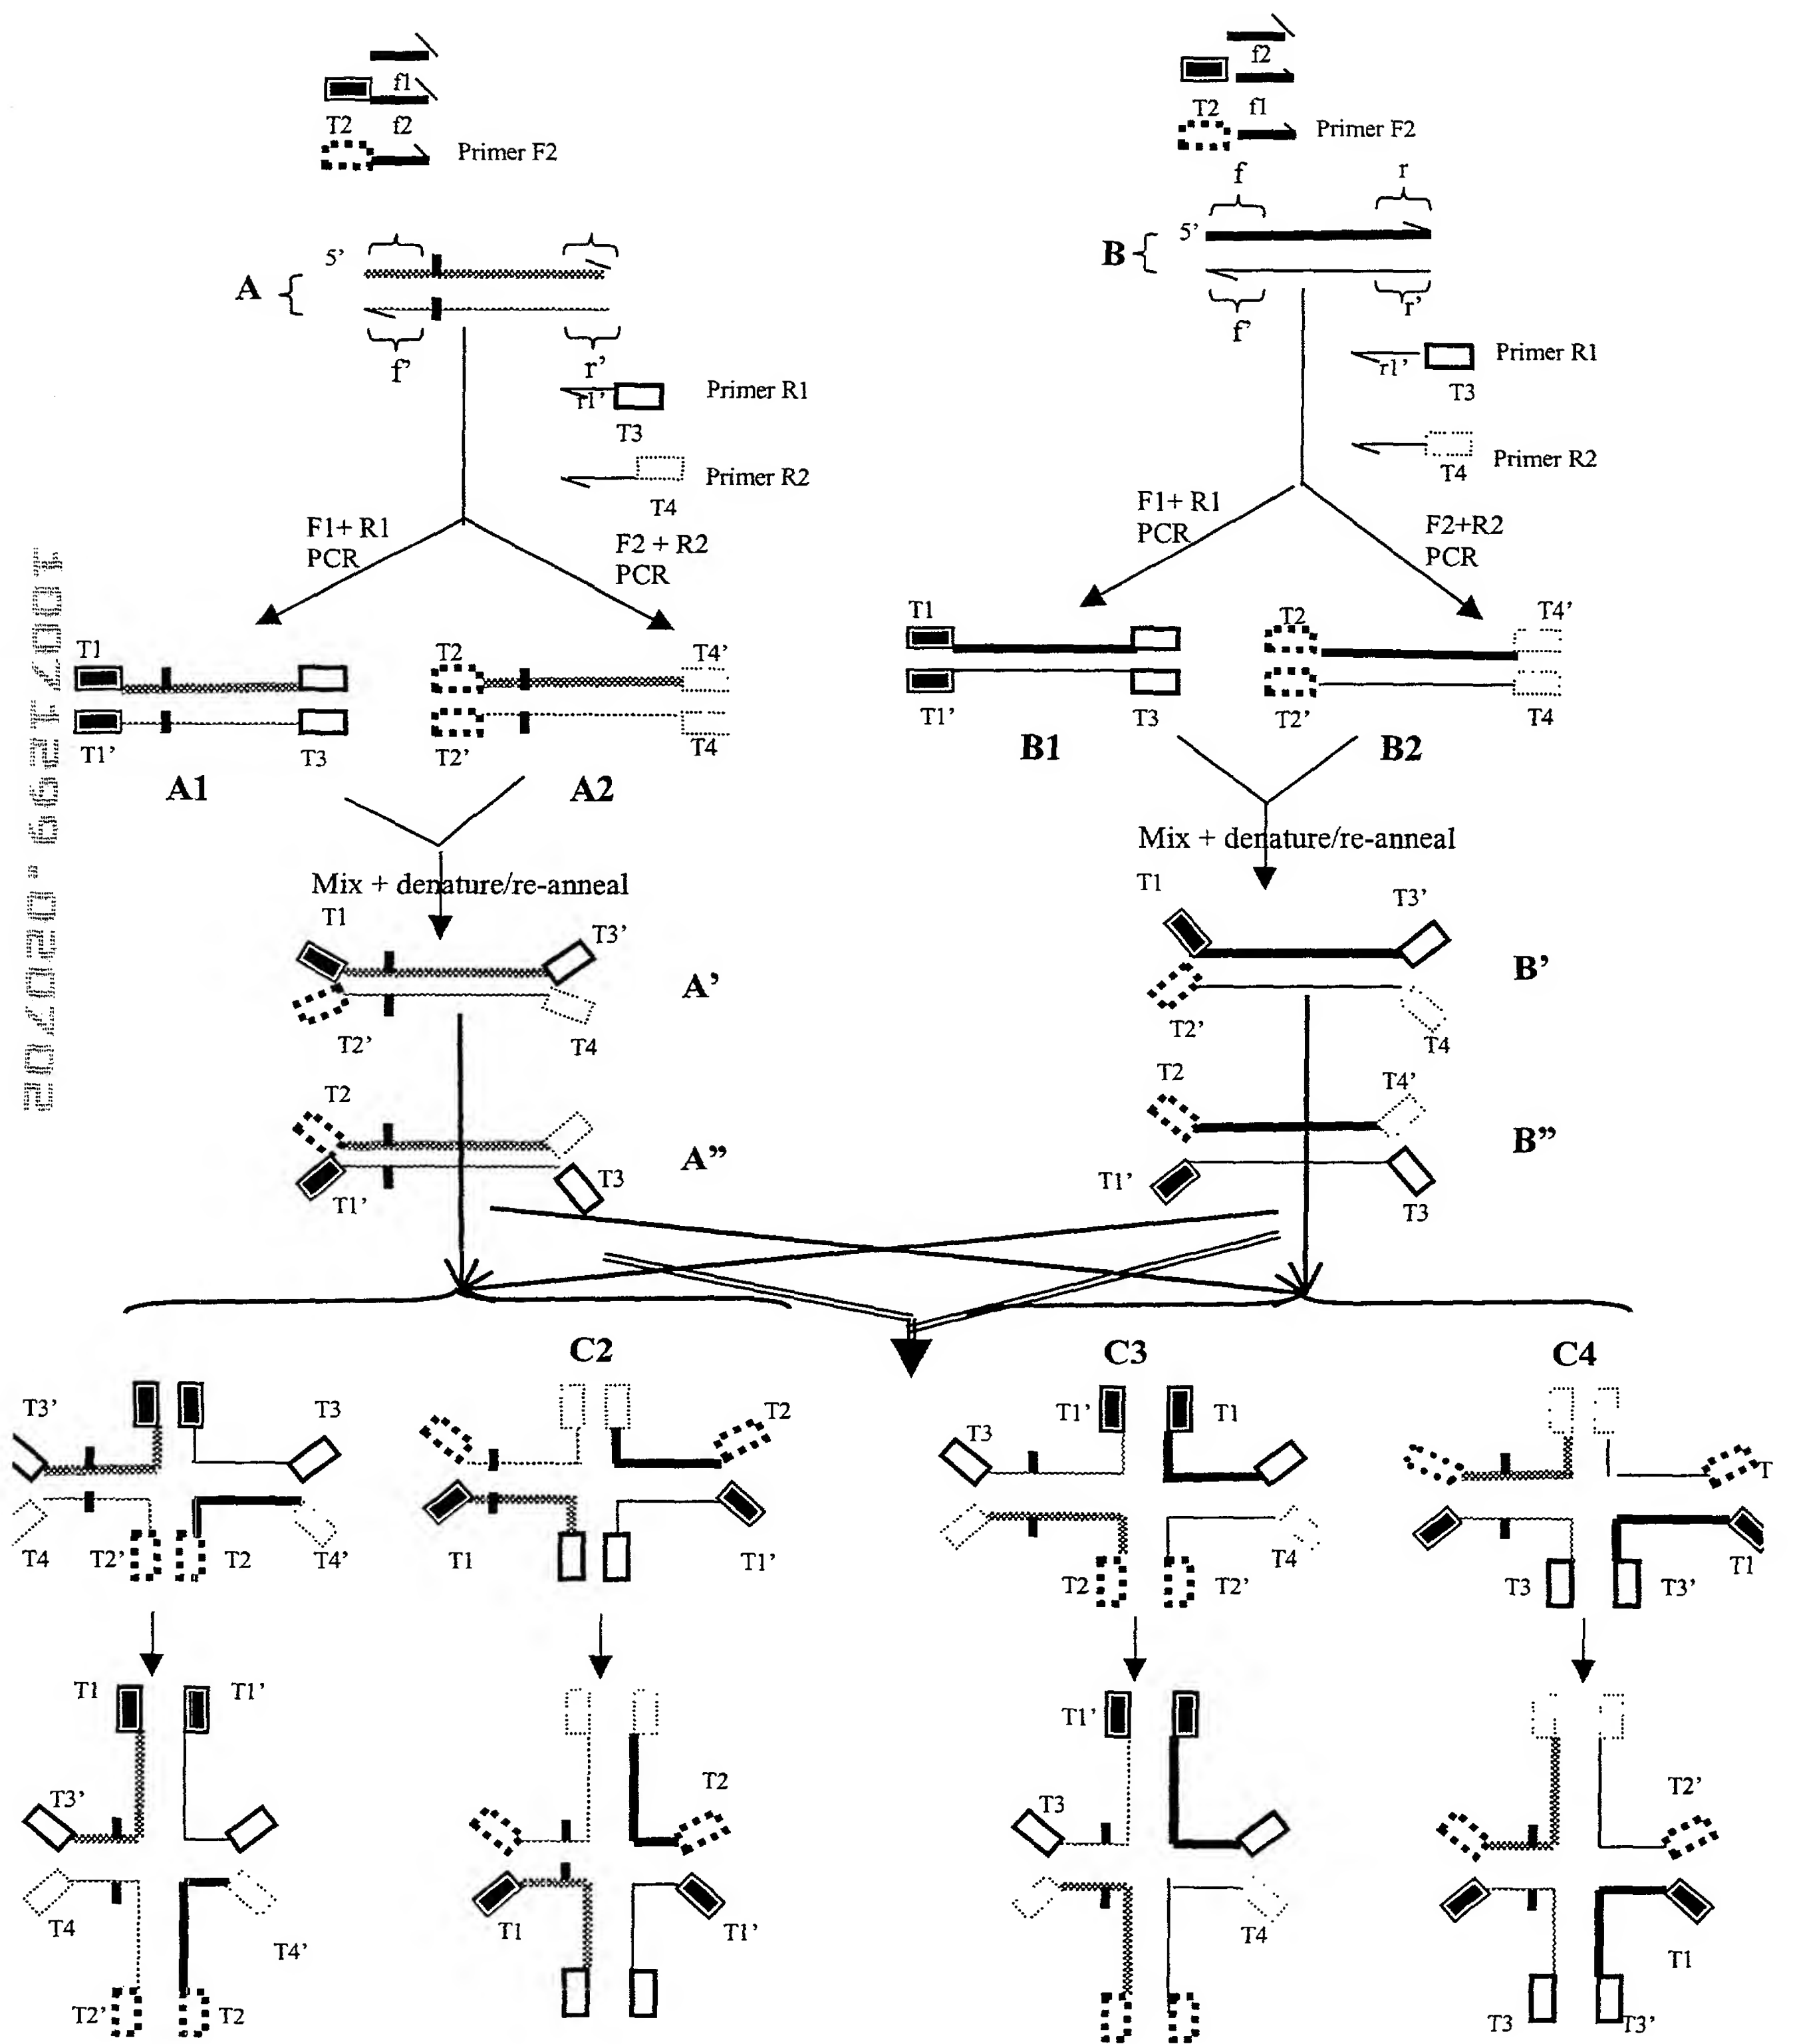 f1
T2 f2
Primer F2
5’
A
f’ r’
r1’ Primer R1
T3
Primer R2
T4
F1+ R1
PCR
F2 + R2
PCR
T1 T2 T4’
T1’ T3 T2’ T4
A1 A2
Mix + denature/re-anneal
T1 T3’
A’
T2’ T4
T2
A”
T1’ T3
f2
T2 f1
Primer F2
f r
5’
B
f’ r’
r1’ Primer R1
T3
T4 Primer R2
F1+ R1
PCR
F2+R2
PCR
T1 T2 T4’
T1’ T3 T2’ T4
B1 B2
Mix + denature/re-anneal
T1 T3’
B’
T2’ T4
T2 T4’
B”
T1’ T3
C2 C3 C4
T3’ T3 T2 T1’ T1 T3 T
T4 T2’ T2 T4’ T1 T1’ T2 T2’ T4 T3 T3’ T1
T1 T1’ T1’
T3’ T2 T3 T2’
T4 T4’ T1 T1’ T4 T1
T2’ T2 T3 T3’